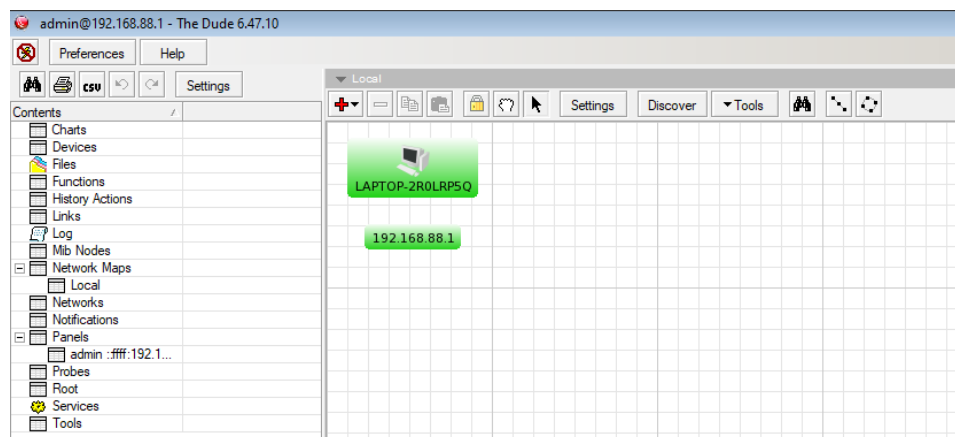 admin@192.168.88.1 - The Dude 6.47.10
Preferences Help
csv Settings
Local
Settings Discover Tools
Contents
Charts
Devices
Files
Functions
History Actions
Links
Log
Mib Nodes
Network Maps
Local
Networks
Notifications
Panels
admin ::ffff:192.1...
Probes
Root
Services
Tools
LAPTOP-2R0LRP5Q
192.168.88.1